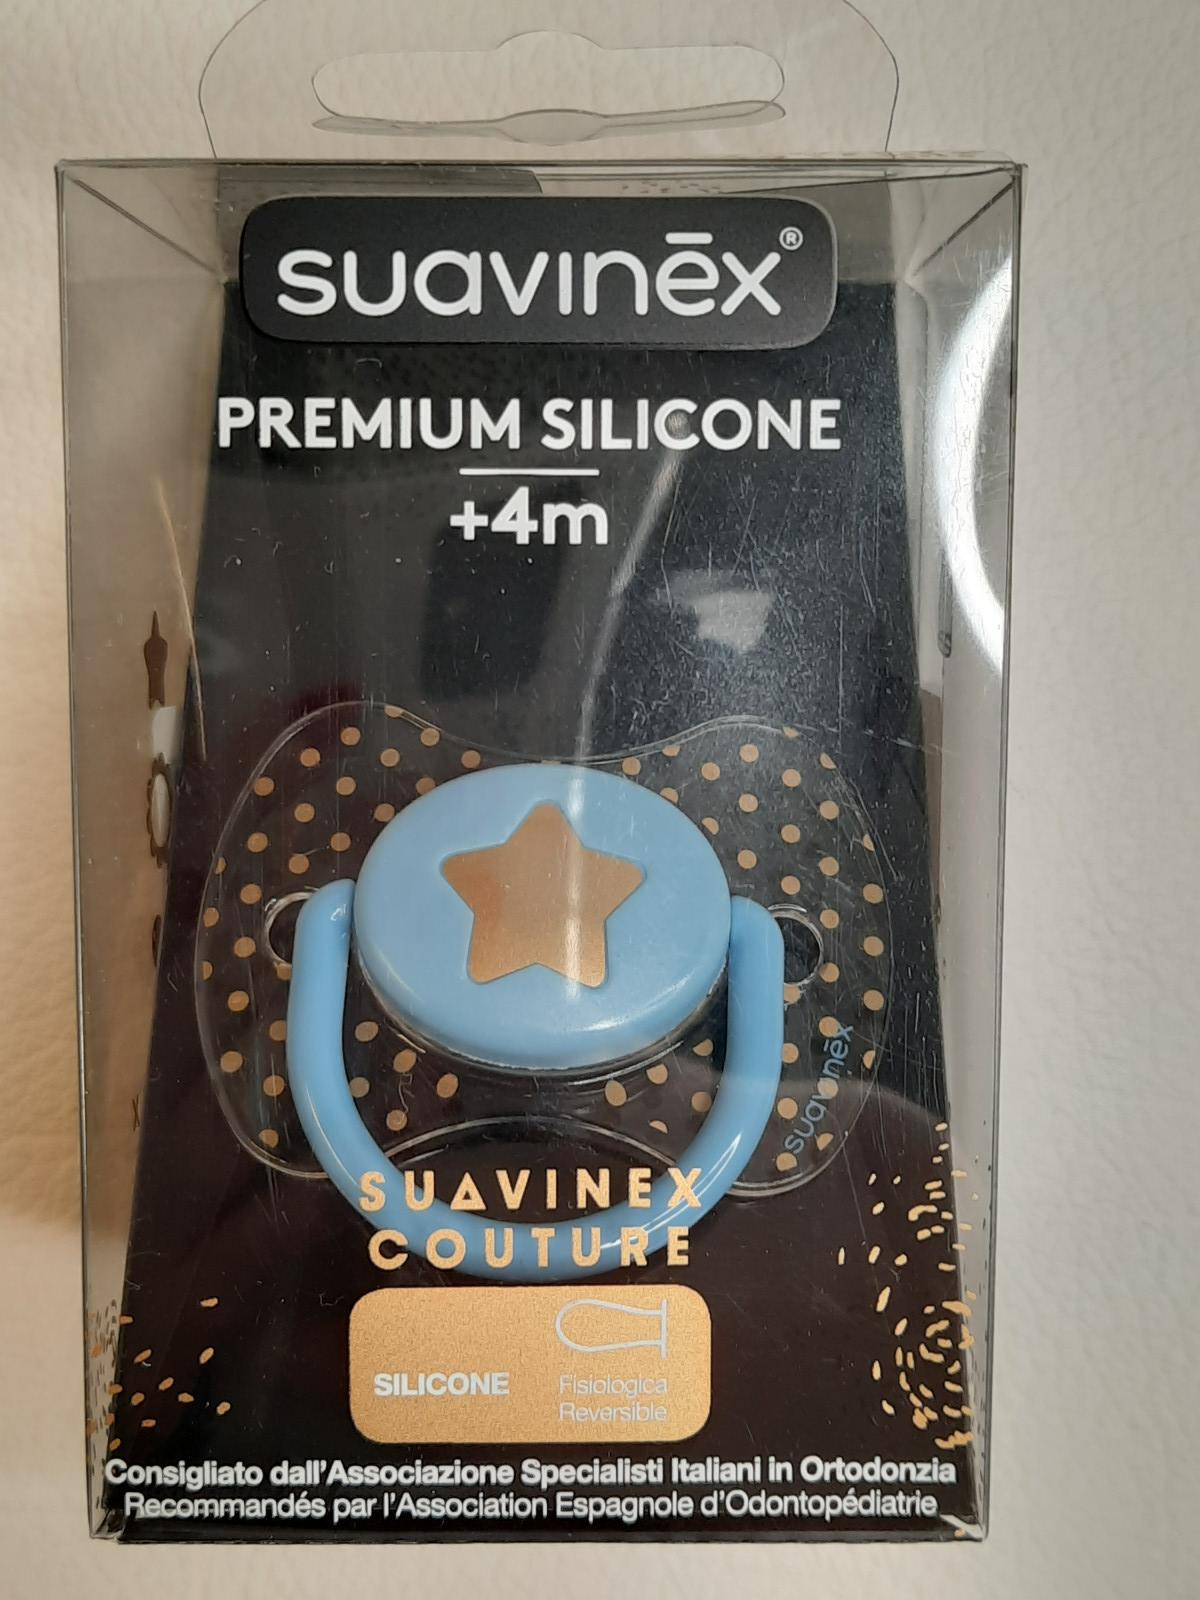 suavinēx®
PREMIUM SILICONE
+4m
suavinēx
SUAVINEX
COUTURE
SILICONE
Fisiologica
Reversible
Consigliato dall'Associazione Specialisti Italiani in Ortodonzia
Recommandés par l'Association Espagnole d'Odontopédiatrie